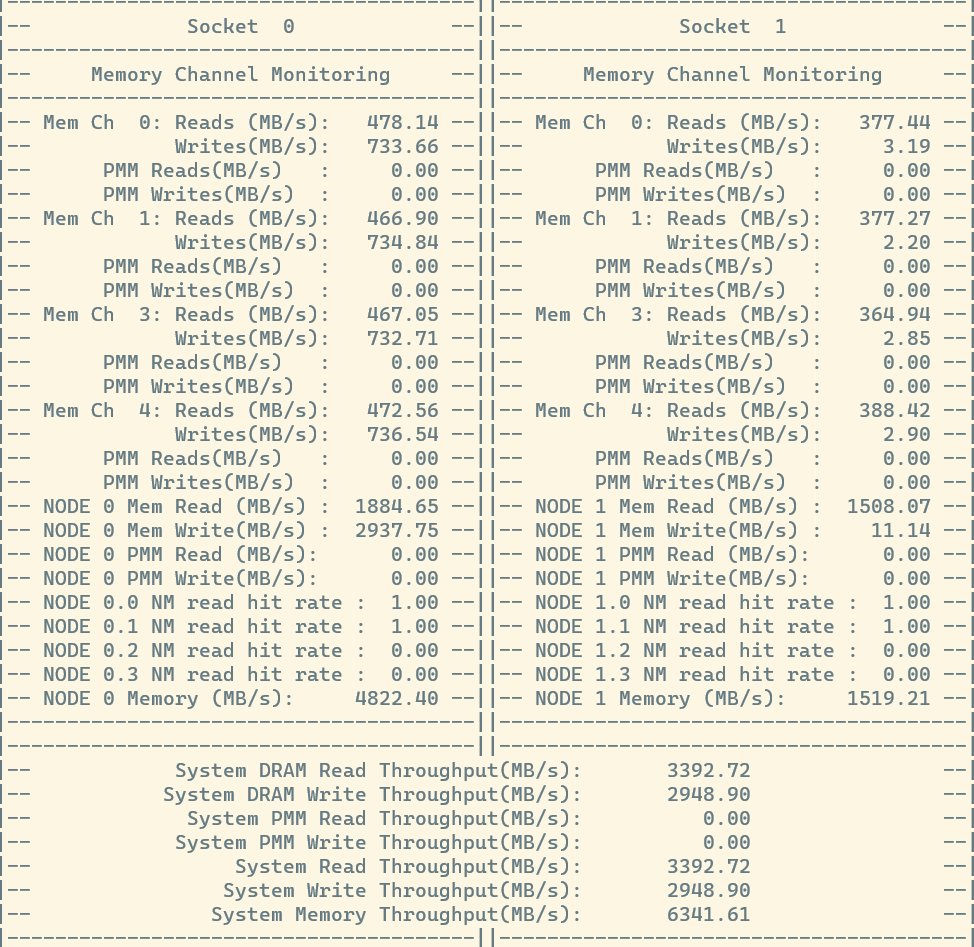 |---------------------------------------||---------------------------------------|
|--             Socket  0             --||--             Socket  1             --|
|---------------------------------------||---------------------------------------|
|--     Memory Channel Monitoring     --||--     Memory Channel Monitoring     --|
|---------------------------------------||---------------------------------------|
|-- Mem Ch  0: Reads (MB/s):   478.14 --||-- Mem Ch  0: Reads (MB/s):   377.44 --|
|--            Writes(MB/s):   733.66 --||--            Writes(MB/s):     3.19 --|
|--      PMM Reads(MB/s)   :     0.00 --||--      PMM Reads(MB/s)   :     0.00 --|
|--      PMM Writes(MB/s)  :     0.00 --||--      PMM Writes(MB/s)  :     0.00 --|
|-- Mem Ch  1: Reads (MB/s):   466.90 --||-- Mem Ch  1: Reads (MB/s):   377.27 --|
|--            Writes(MB/s):   734.84 --||--            Writes(MB/s):     2.20 --|
|--      PMM Reads(MB/s)   :     0.00 --||--      PMM Reads(MB/s)   :     0.00 --|
|--      PMM Writes(MB/s)  :     0.00 --||--      PMM Writes(MB/s)  :     0.00 --|
|-- Mem Ch  3: Reads (MB/s):   467.05 --||-- Mem Ch  3: Reads (MB/s):   364.94 --|
|--            Writes(MB/s):   732.71 --||--            Writes(MB/s):     2.85 --|
|--      PMM Reads(MB/s)   :     0.00 --||--      PMM Reads(MB/s)   :     0.00 --|
|--      PMM Writes(MB/s)  :     0.00 --||--      PMM Writes(MB/s)  :     0.00 --|
|-- Mem Ch  4: Reads (MB/s):   472.56 --||-- Mem Ch  4: Reads (MB/s):   388.42 --|
|--            Writes(MB/s):   736.54 --||--            Writes(MB/s):     2.90 --|
|--      PMM Reads(MB/s)   :     0.00 --||--      PMM Reads(MB/s)   :     0.00 --|
|--      PMM Writes(MB/s)  :     0.00 --||--      PMM Writes(MB/s)  :     0.00 --|
|-- NODE 0 Mem Read (MB/s) :  1884.65 --||-- NODE 1 Mem Read (MB/s) :  1508.07 --|
|-- NODE 0 Mem Write(MB/s) :  2937.75 --||-- NODE 1 Mem Write(MB/s) :    11.14 --|
|-- NODE 0 PMM Read (MB/s):      0.00 --||-- NODE 1 PMM Read (MB/s):      0.00 --|
|-- NODE 0 PMM Write(MB/s):      0.00 --||-- NODE 1 PMM Write(MB/s):      0.00 --|
|-- NODE 0.0 NM read hit rate :  1.00 --||-- NODE 1.0 NM read hit rate :  1.00 --|
|-- NODE 0.1 NM read hit rate :  1.00 --||-- NODE 1.1 NM read hit rate :  1.00 --|
|-- NODE 0.2 NM read hit rate :  0.00 --||-- NODE 1.2 NM read hit rate :  0.00 --|
|-- NODE 0.3 NM read hit rate :  0.00 --||-- NODE 1.3 NM read hit rate :  0.00 --|
|-- NODE 0 Memory (MB/s):     4822.40 --||-- NODE 1 Memory (MB/s):     1519.21 --|
|---------------------------------------||---------------------------------------|
|---------------------------------------||---------------------------------------|
|--            System DRAM Read Throughput(MB/s):       3392.72                --|
|--           System DRAM Write Throughput(MB/s):       2948.90                --|
|--             System PMM Read Throughput(MB/s):          0.00                --|
|--            System PMM Write Throughput(MB/s):          0.00                --|
|--                 System Read Throughput(MB/s):       3392.72                --|
|--                System Write Throughput(MB/s):       2948.90                --|
|--               System Memory Throughput(MB/s):       6341.61                --|
|---------------------------------------||---------------------------------------|